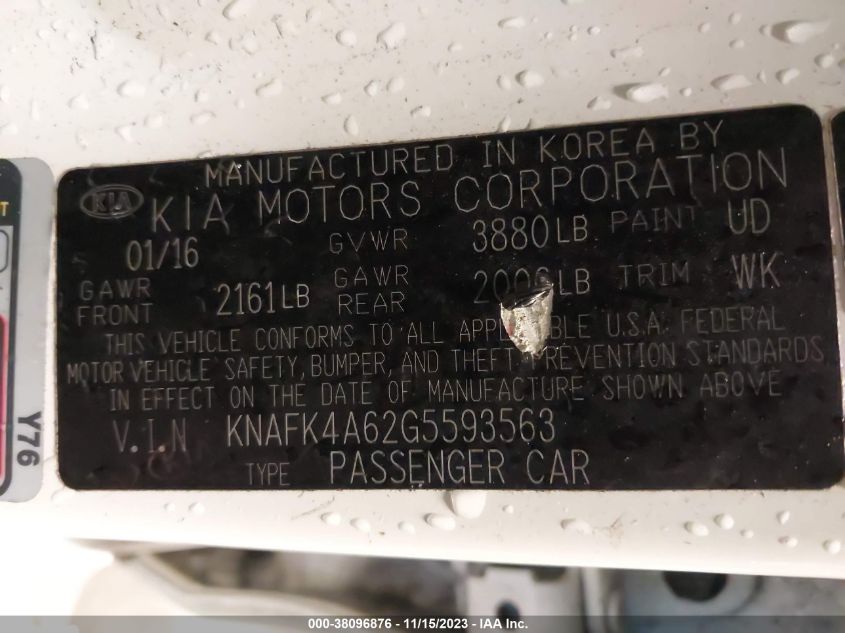 MANUFACTURED IN KOREA BY
KIA KIA MOTORS CORPORATION
01/16 GVWR 3880LB PAINT UD
GAWR FRONT 2161LB GAWR REAR TRIM WK
THIS VEHICLE CONFORMS TO ALL APPLICABLE U.S.A. FEDERAL
MOTOR VEHICLE SAFETY, BUMPER, AND THEFT PREVENTION STANDARDS
IN EFFECT ON THE DATE OF MANUFACTURE SHOWN ABOVE
V.I.N KNAFK4A62G5593563
TYPE PASSENGER CAR
Y76
000-38096876 - 11/15/2023 - IAA Inc.